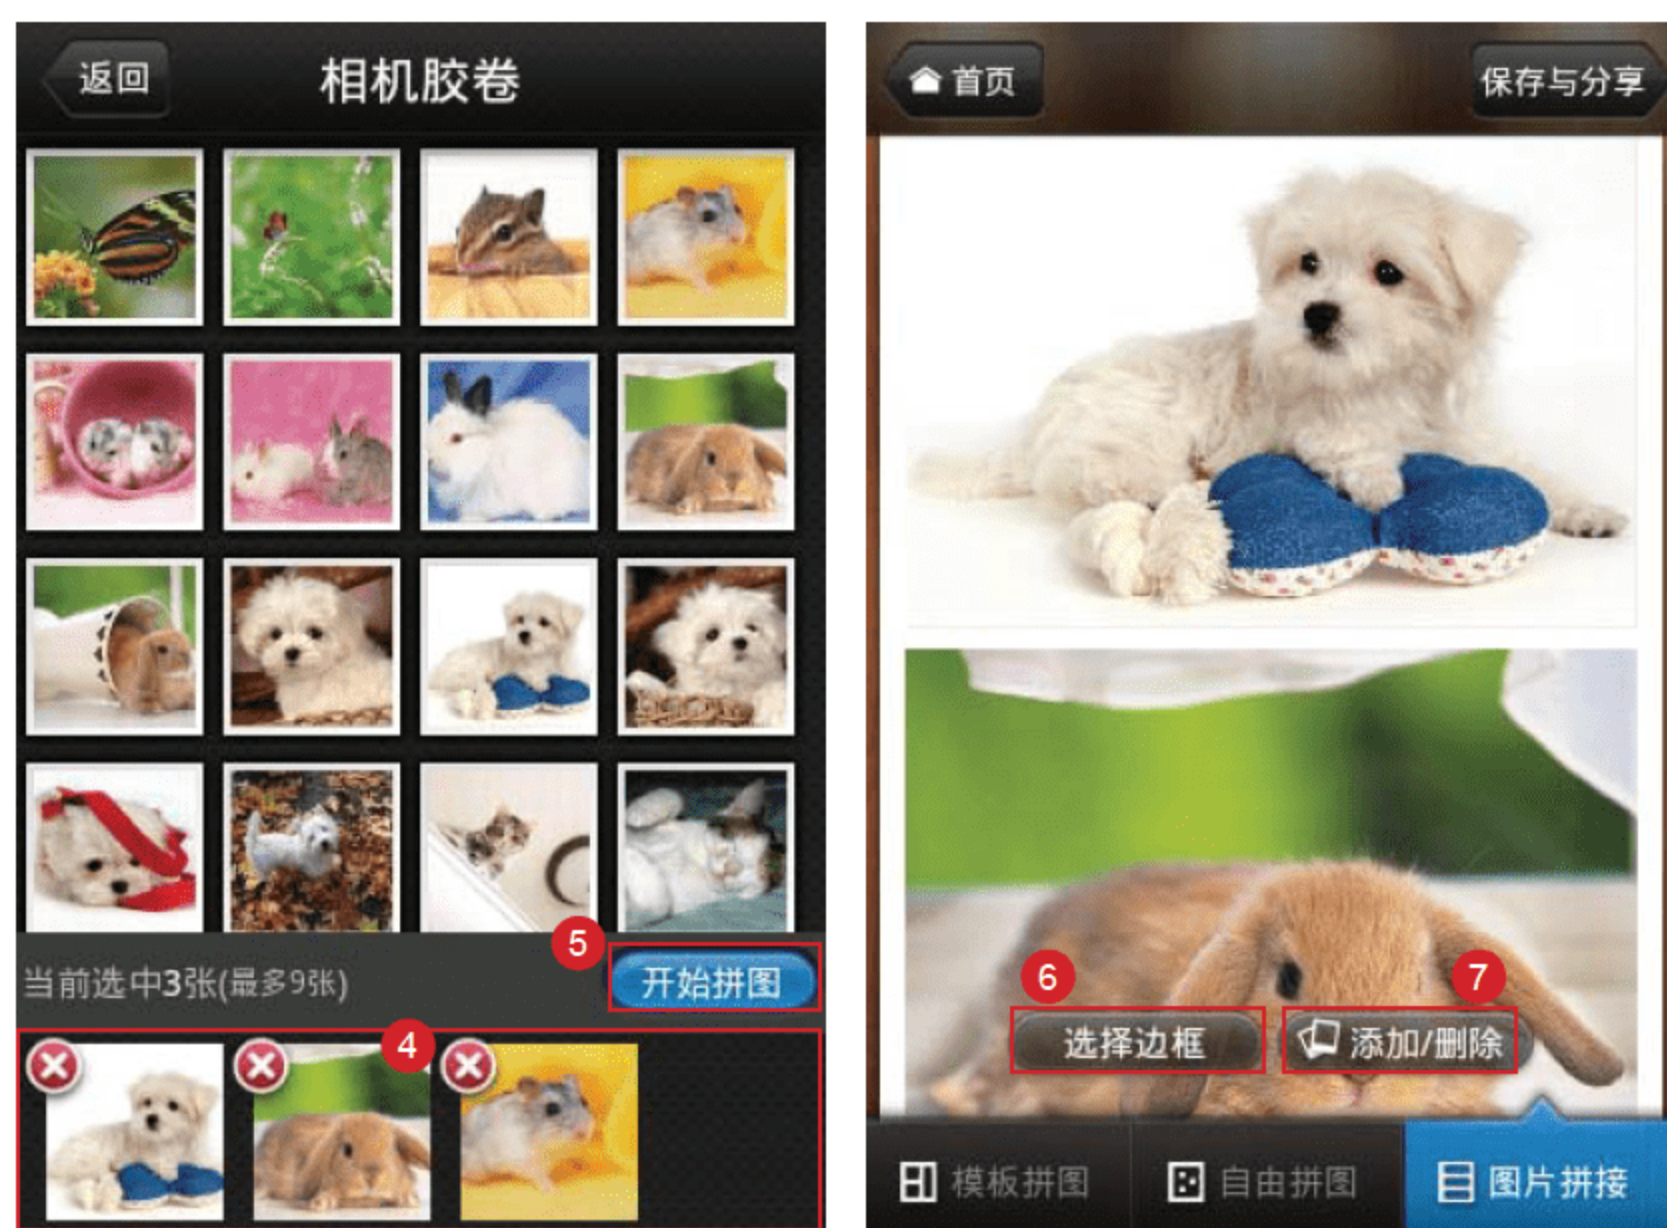 返回
相机胶卷
5
当前选中3张(最多9张)
开始拼图
4
首页
保存与分享
6
7
选择边框
添加/删除
模板拼图
自由拼图
图片拼接